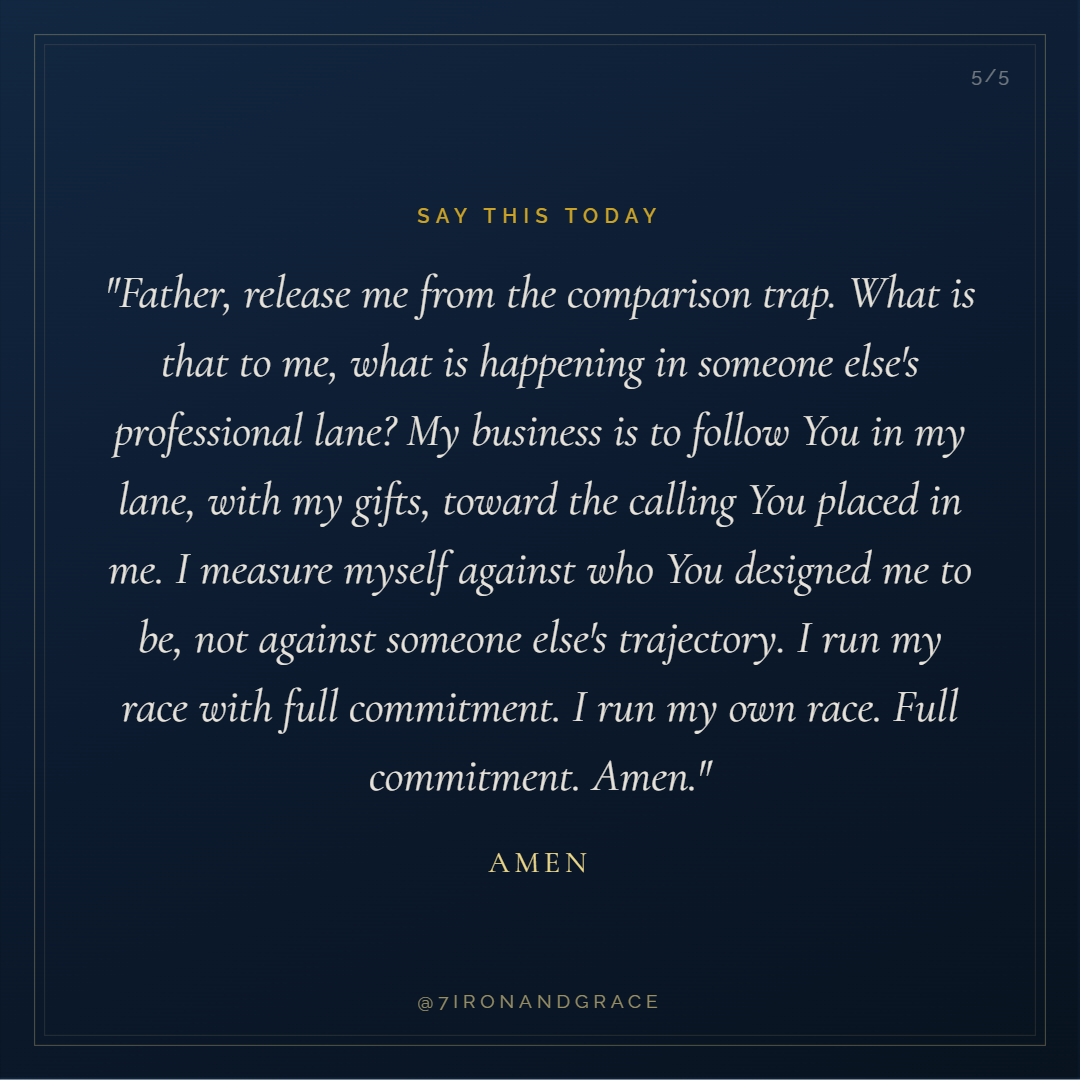 5/5
SAY THIS TODAY
"Father, release me from the comparison trap. What is
that to me, what is happening in someone else's
professional lane? My business is to follow You in my
lane, with my gifts, toward the calling You placed in
me. I measure myself against who You designed me to
be, not against someone else's trajectory. I run my
race with full commitment. I run my own race. Full
commitment. Amen."
AMEN
@7IRONANDGRACE